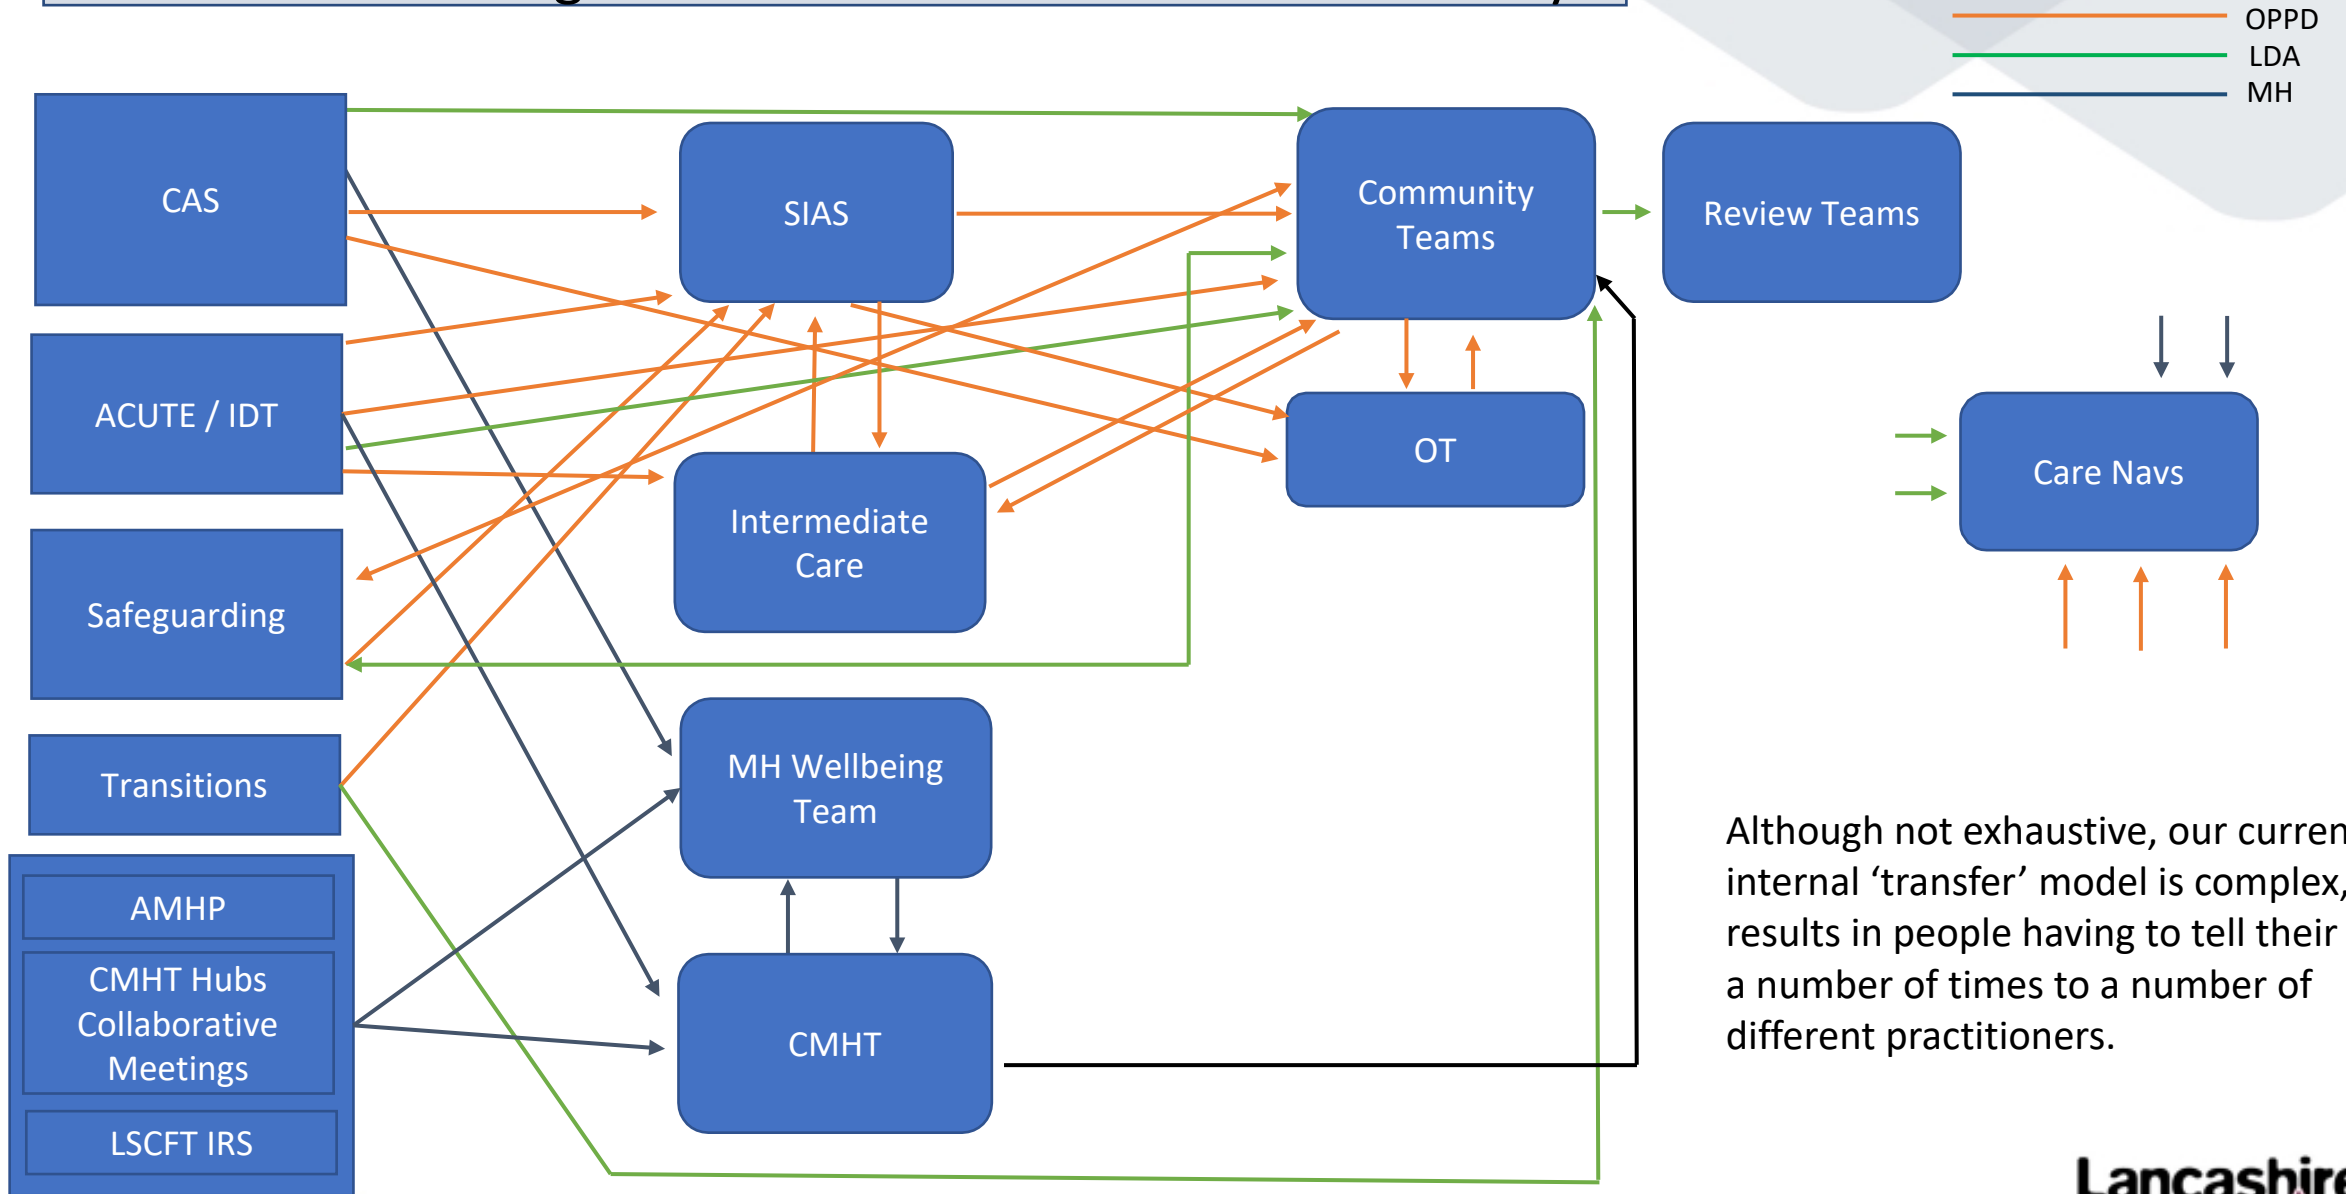 OPPD
LDA
MH
CAS
SIAS
Community
Teams
Review Teams
ACUTE / IDT
OT
Care Navs
Intermediate
Care
Safeguarding
Transitions
MH Wellbeing
Team
AMHP
CMHT Hubs
Collaborative
Meetings
LSCFT IRS
CMHT
Although not exhaustive, our curren
internal ‘transfer’ model is complex,
results in people having to tell their
a number of times to a number of
different practitioners.
Lancashire